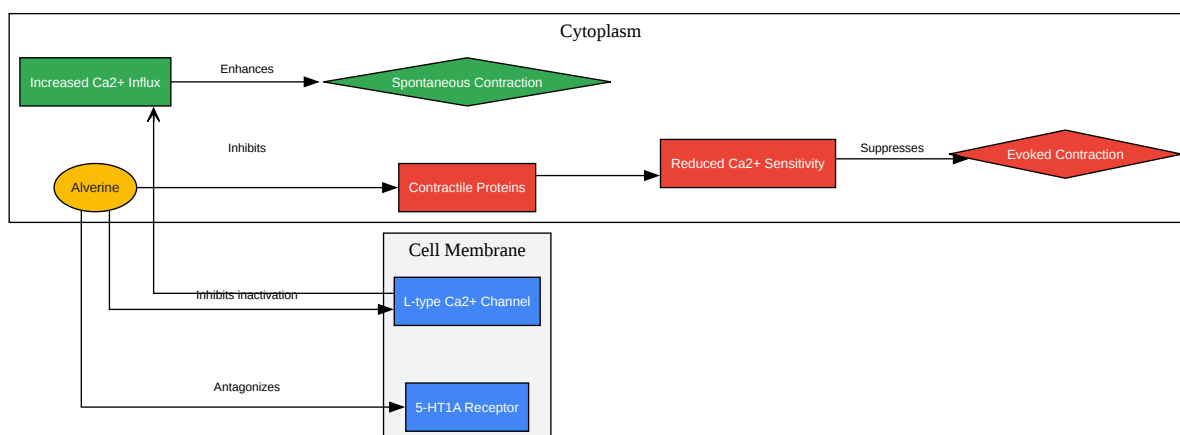 Cytoplasm
Increased Ca2+ Influx
Enhances
Spontaneous Contraction
Inhibits
Alverine
Contractile Proteins
Reduced Ca2+ Sensitivity
Suppresses
Evoked Contraction
Cell Membrane
Inhibits inactivation
L-type Ca2+ Channel
Antagonizes
5-HT1A Receptor